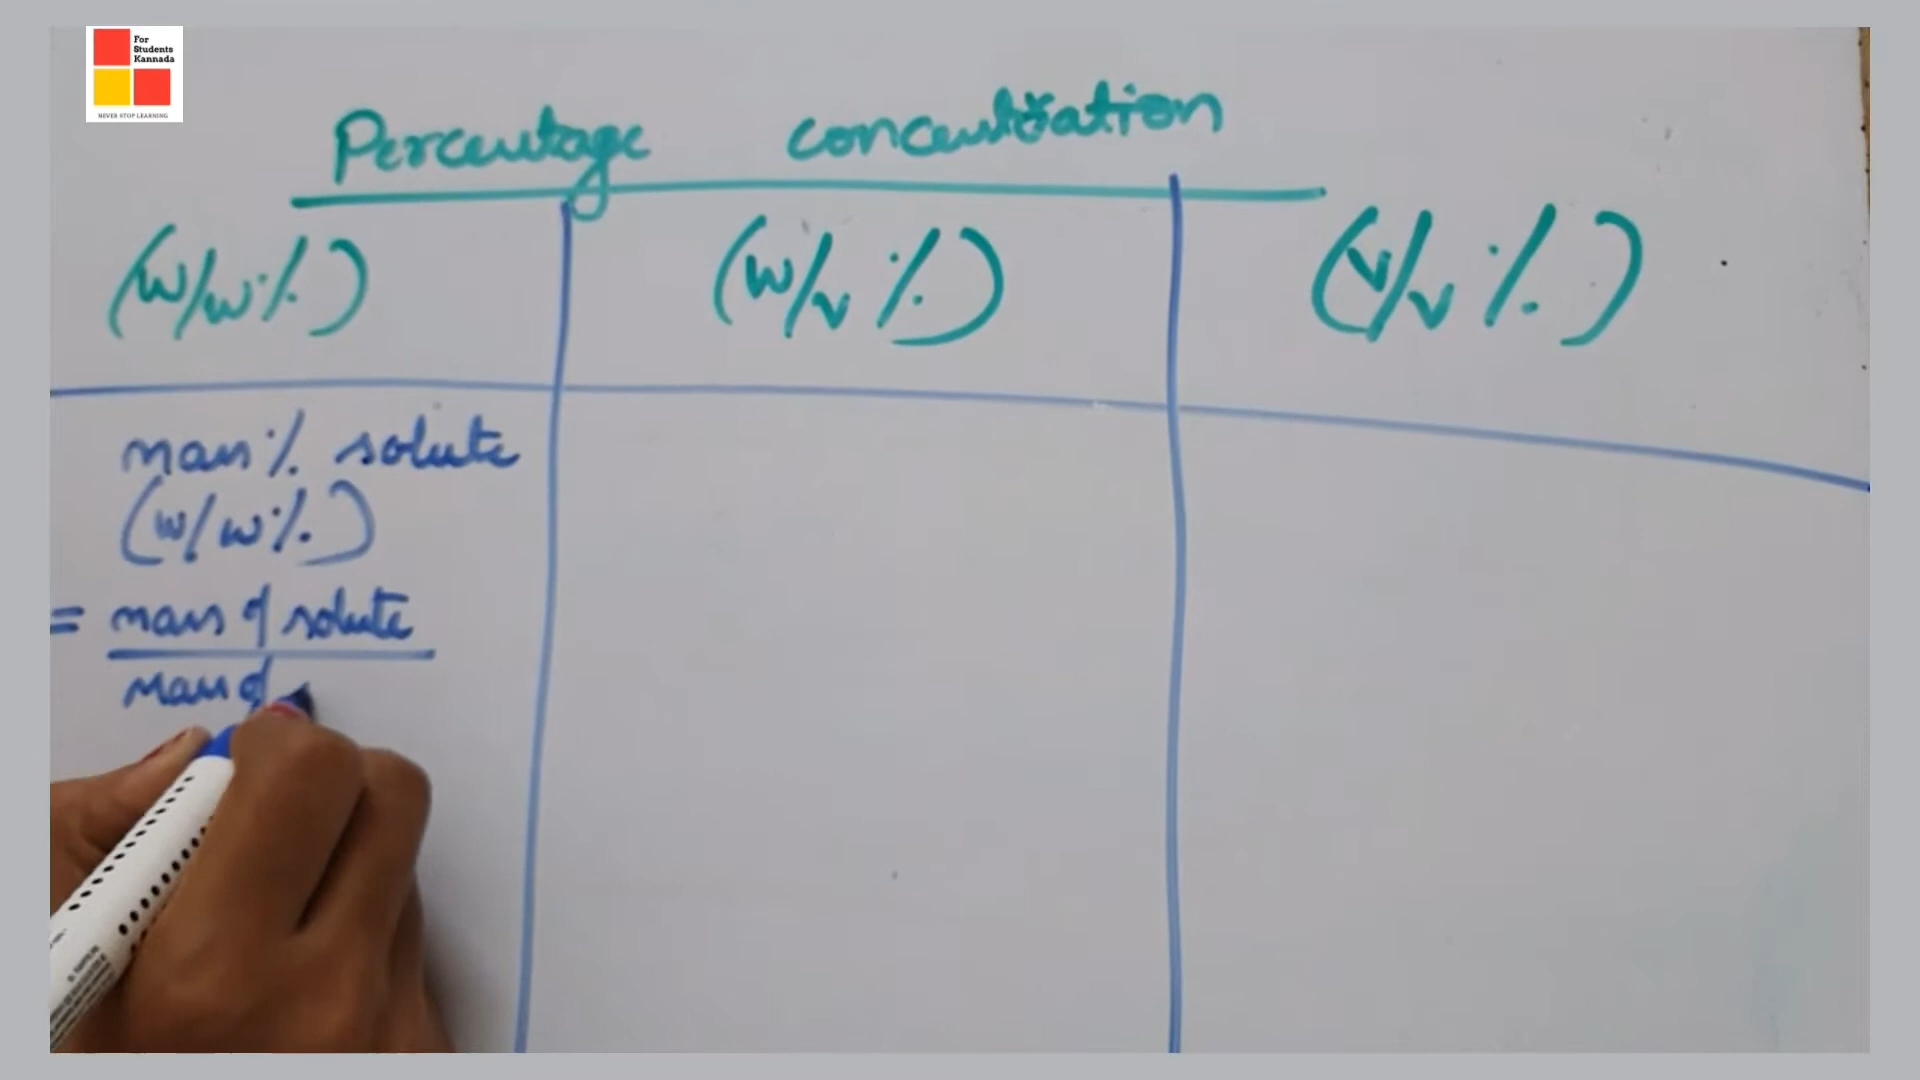 For
Students
Kannada
NEVER STOP LEARNING
Percentage concentration
(W/W%) (W/V %) (V/V %)
mass % solute
(W/W%)
= mass of solute
Mass of